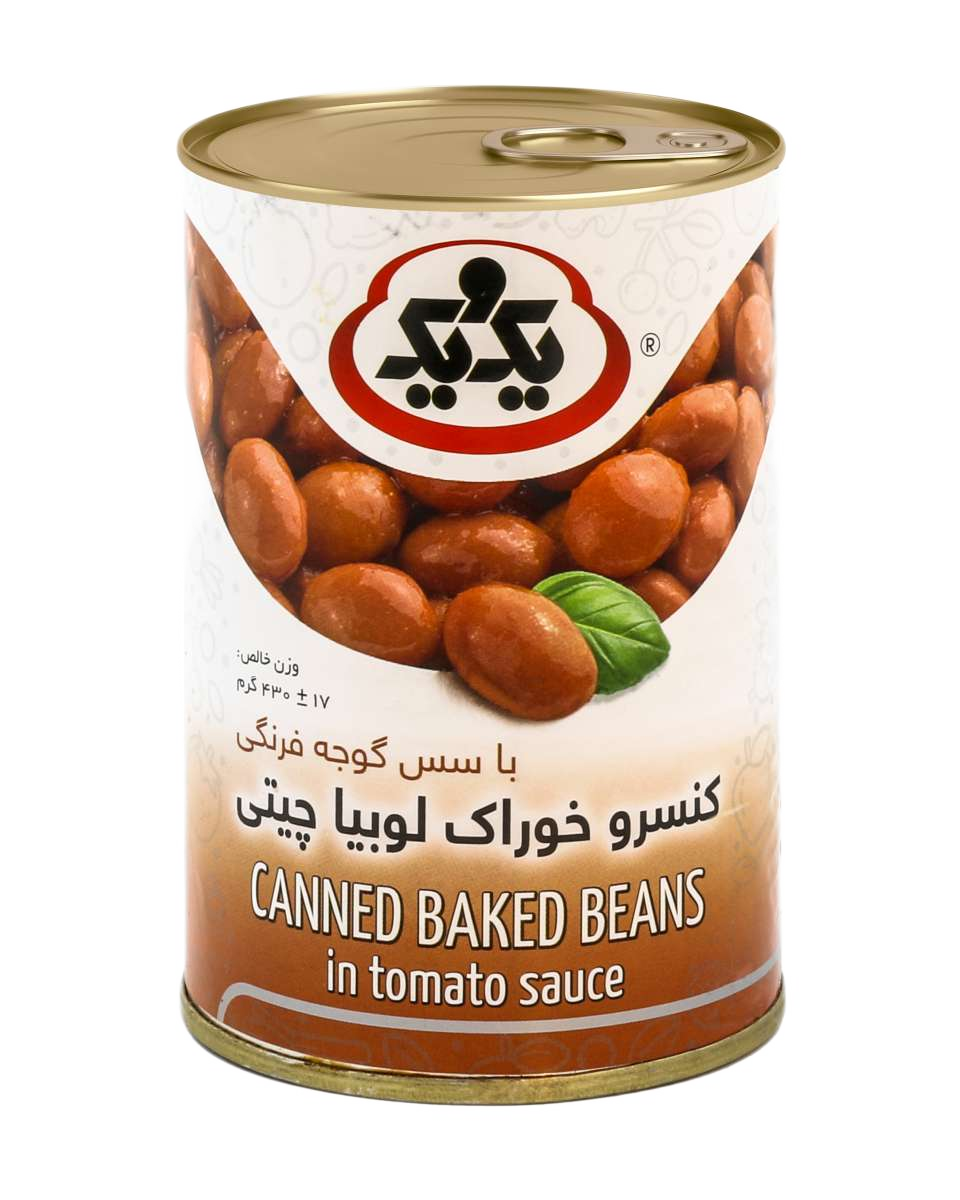 یک‌و‌یک
®
وزن خالص:
۴۳۰ ± ۱۷ گرم
با سس گوجه فرنگی
کنسرو خوراک لوبیا چیتی
CANNED BAKED BEANS
in tomato sauce